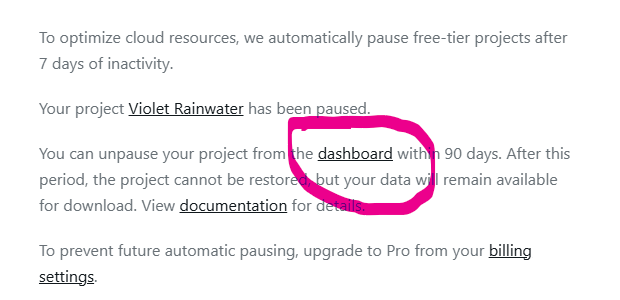 To optimize cloud resources, we automatically pause free-tier projects after
7 days of inactivity.
Your project Violet Rainwater has been paused.
You can unpause your project from the dashboard within 90 days. After this
period, the project cannot be restored, but your data will remain available
for download. View documentation for details.
To prevent future automatic pausing, upgrade to Pro from your billing
settings.